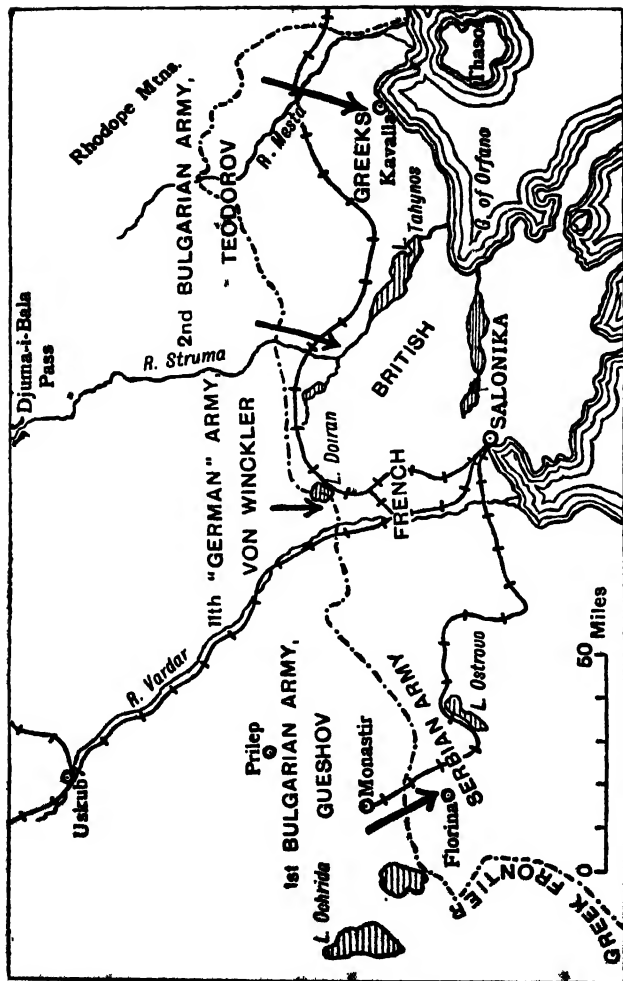 Rhodope Mtns.
Djuma-i-Bala
Pass
2nd BULGARIAN ARMY,
- TEODOROV
R. Mesta
R. Struma
GREEKS
Kavalla
Thasos
L. Tahynos
G. of Orfano
11th "GERMAN" ARMY,
VON WINCKLER
L. Doiran
BRITISH
FRENCH
SALONIKA
R. Vardar
Uskub
Prilep
1st BULGARIAN ARMY,
GUESHOV
L. Ochrida
Monastir
SERBIAN ARMY
L. Ostrovo
Florina
GREEK FRONTIER
0 50 Miles